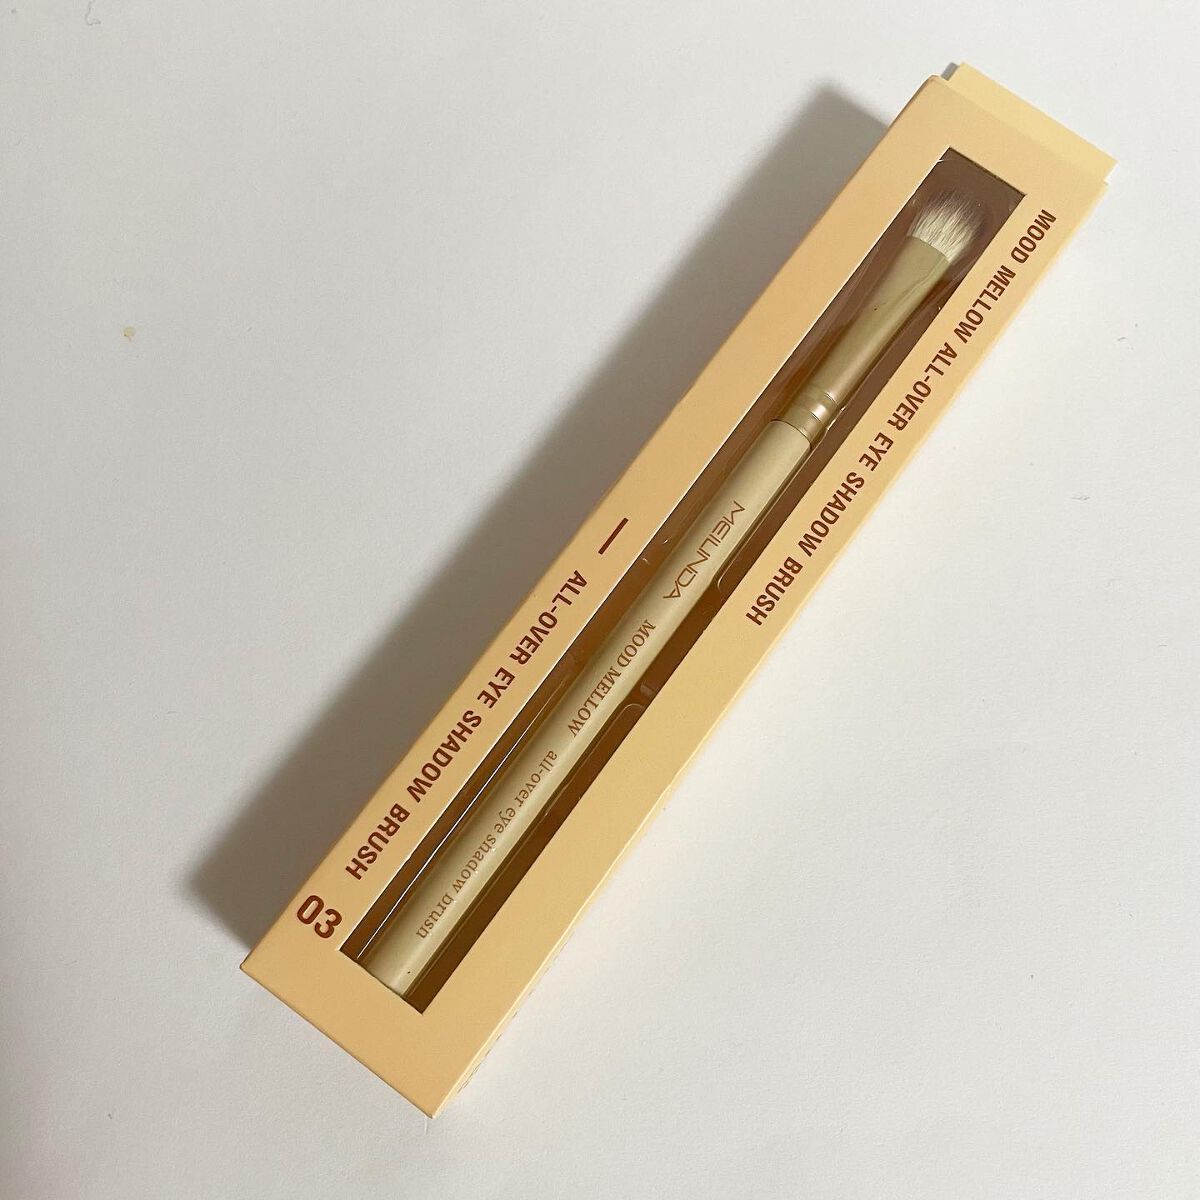 MOOD MELLOW ALL-OVER EYE SHADOW BRUSH
MEILINDA
MOOD MELLOW
all-over eye shadow brush
ALL-OVER EYE SHADOW BRUSH
03